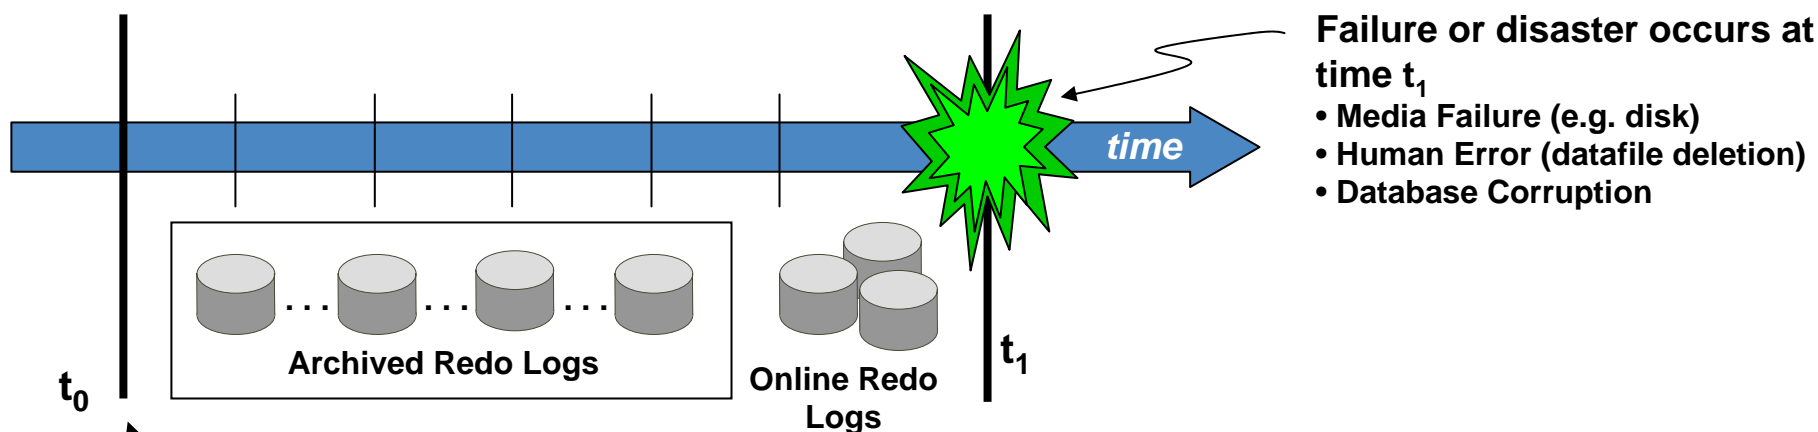 Failure or disaster occurs at
time t₁
• Media Failure (e.g. disk)
• Human Error (datafile deletion)
• Database Corruption
time
. . . . . . . . .
Archived Redo Logs
Online Redo
Logs
t₀
t₁